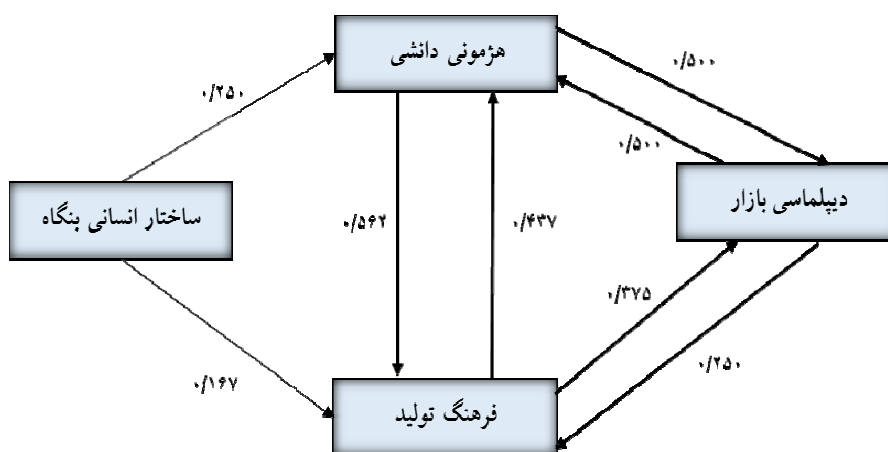 هژمونی دانشی
۰/۵۰۰
۰/۲۵۰
۰/۵۰۰
دیپلماسی بازار
ساختار انسانی بنگاه
۰/۴۳۷
۰/۵۶۲
۰/۳۷۵
۰/۲۵۰
۰/۱۶۷
فرهنگ تولید